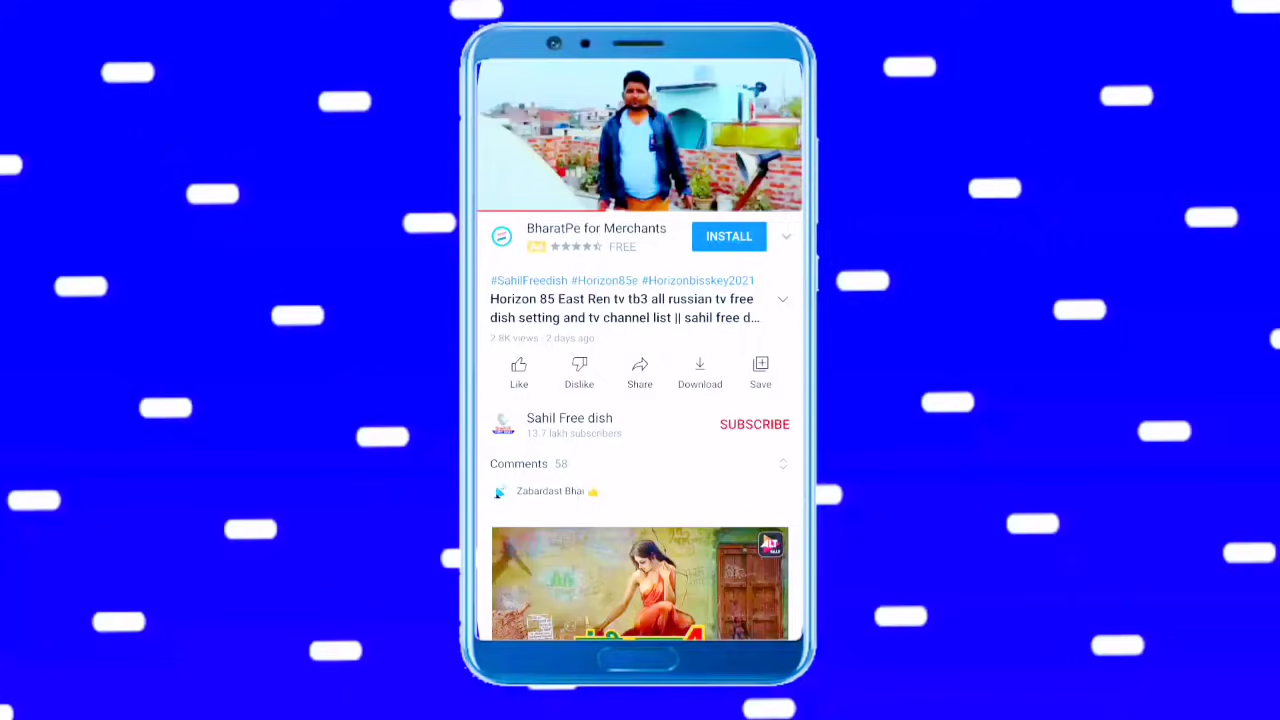 BharatPe for Merchants
Ad FREE
INSTALL
#SahilFreedish #Horizon85e #Horizonbisskey2021
Horizon 85 East Ren tv tb3 all russian tv free
dish setting and tv channel list || sahil free d...
2.8K views · 2 days ago
Like Dislike Share Download Save
Sahil Free dish
13.7 lakh subscribers
SUBSCRIBE
Comments 58
Zabardast Bhai
ALT